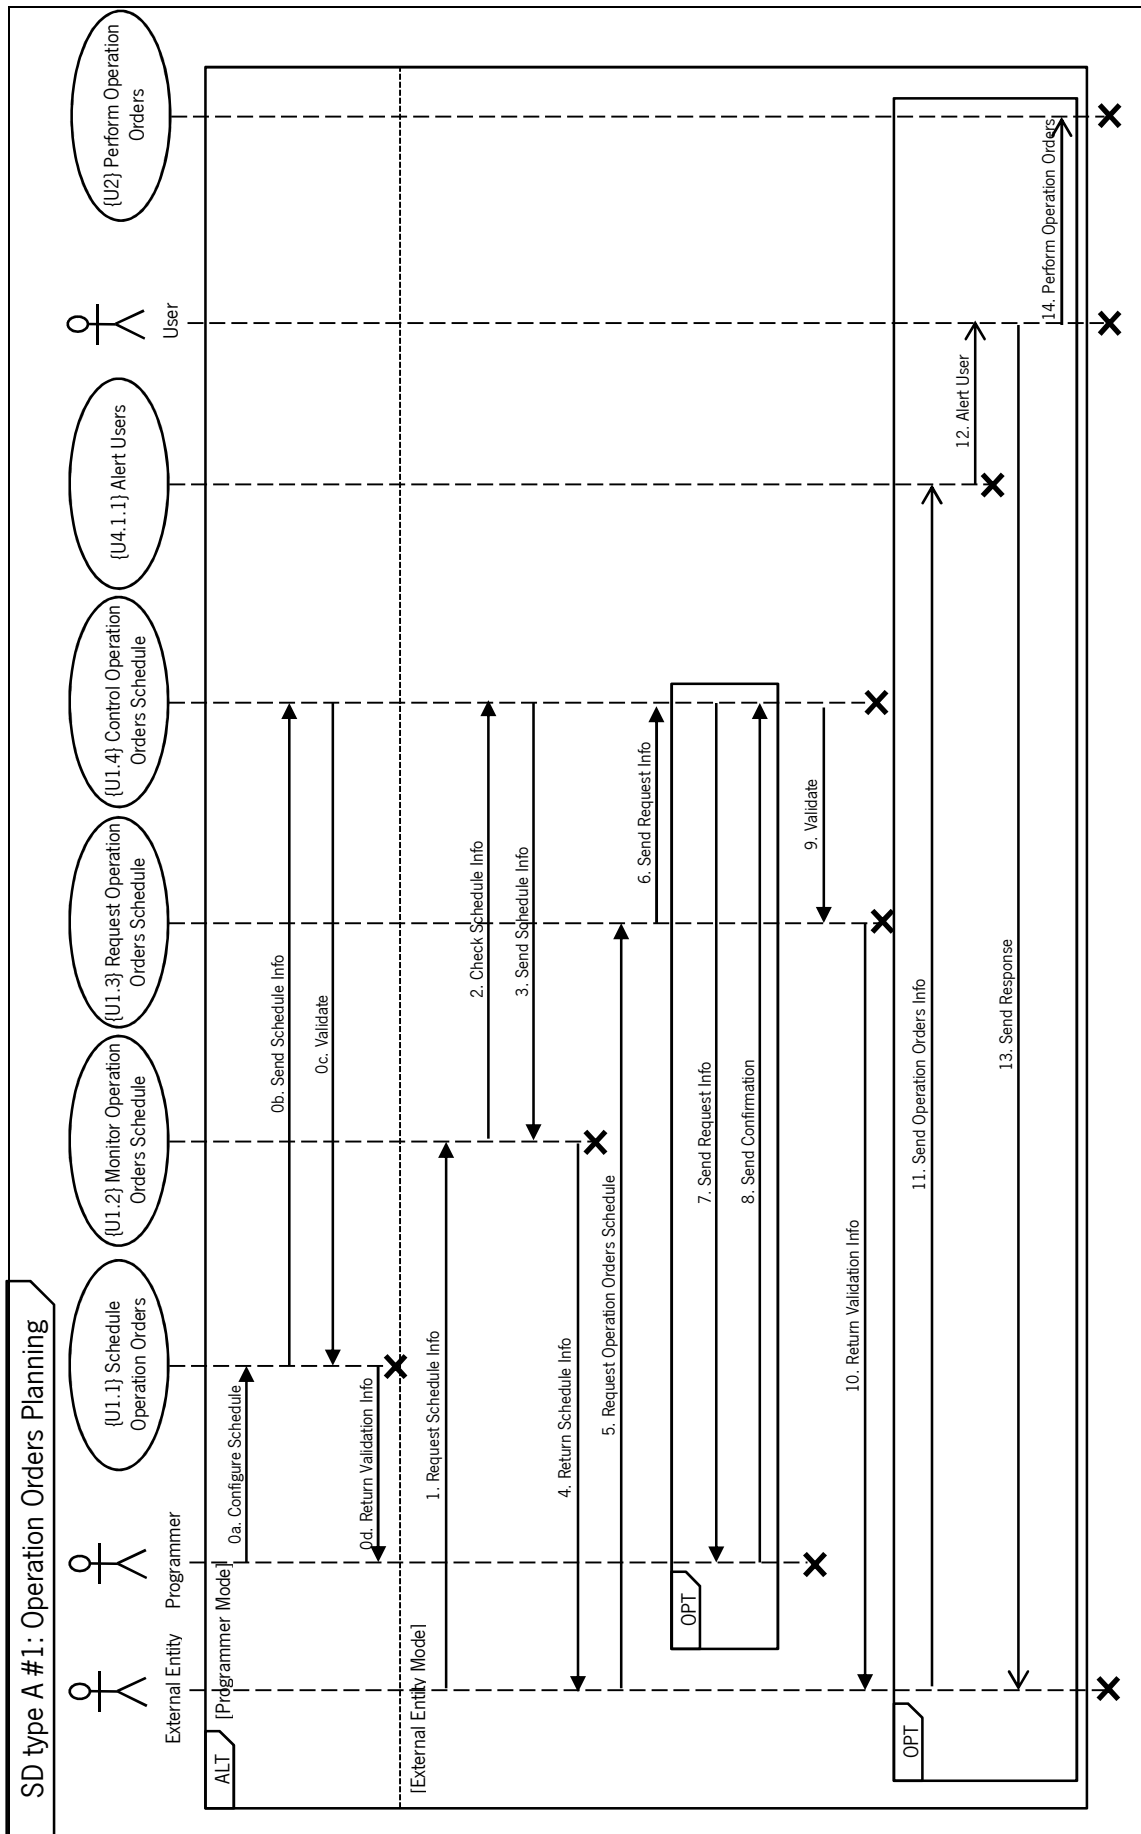 SD type A #1: Operation Orders Planning
External Entity
Programmer
{U1.1} Schedule
Operation Orders
{U1.2} Monitor Operation
Orders Schedule
{U1.3} Request Operation
Orders Schedule
{U1.4} Control Operation
Orders Schedule
{U4.1.1} Alert Users
User
{U2} Perform Operation
Orders
ALT
[Programmer Mode]
0a. Configure Schedule
0b. Send Schedule Info
0c. Validate
0d. Return Validation Info
[External Entity Mode]
1. Request Schedule Info
2. Check Schedule Info
3. Send Schedule Info
4. Return Schedule Info
5. Request Operation Orders Schedule
6. Send Request Info
OPT
7. Send Request Info
8. Send Confirmation
9. Validate
10. Return Validation Info
OPT
11. Send Operation Orders Info
12. Alert User
13. Send Response
14. Perform Operation Orders